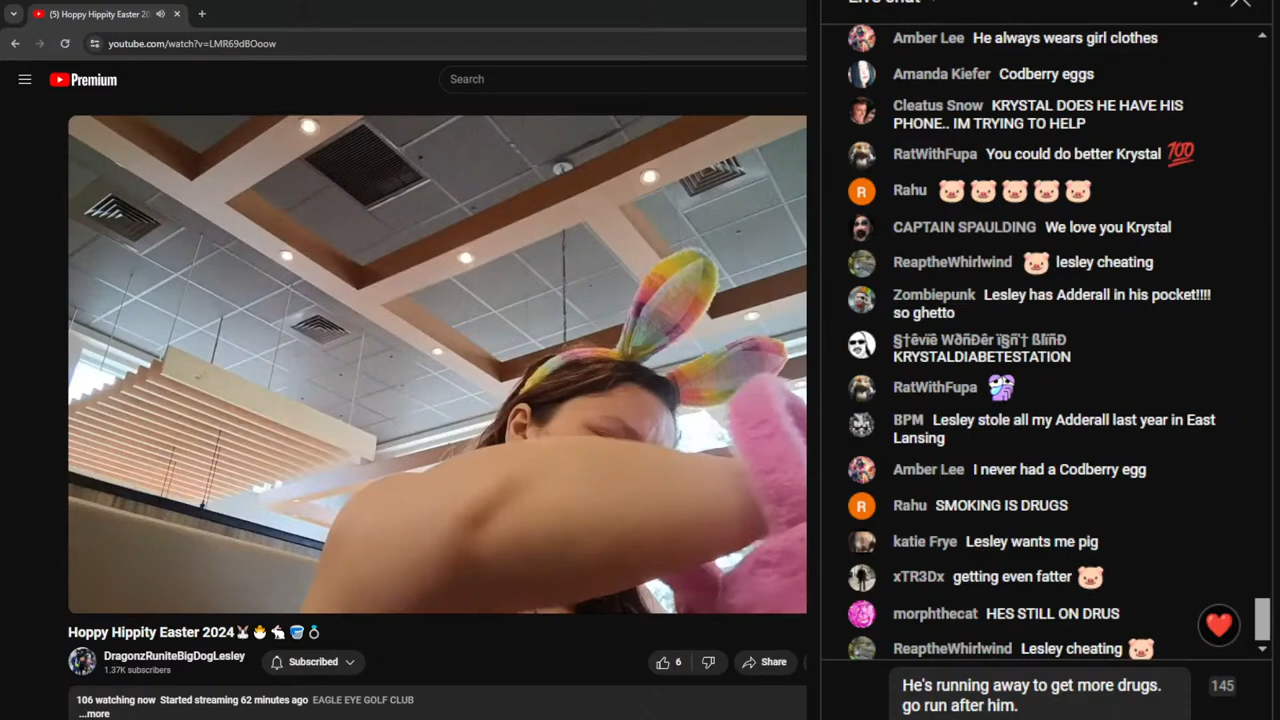 (5) Hoppy Hippity Easter 20
youtube.com/watch?v=LMR69dBOoow
Premium
Search
Hoppy Hippity Easter 2024
DragonzRuniteBigDogLesley
1.37K subscribers
Subscribed
6
Share
106 watching now Started streaming 62 minutes ago EAGLE EYE GOLF CLUB
...more
Amber Lee He always wears girl clothes
Amanda Kiefer Codberry eggs
Cleatus Snow KRYSTAL DOES HE HAVE HIS
PHONE.. IM TRYING TO HELP
RatWithFupa You could do better Krystal 💯
R Rahu
CAPTAIN SPAULDING We love you Krystal
ReaptheWhirlwind lesley cheating
Zombiepunk Lesley has Adderall in his pocket!!!!
so ghetto
KRYSTALDIABETESTATION
RatWithFupa
BPM Lesley stole all my Adderall last year in East
Lansing
Amber Lee I never had a Codberry egg
R Rahu SMOKING IS DRUGS
katie Frye Lesley wants me pig
xTR3Dx getting even fatter
morphthecat HES STILL ON DRUS
ReaptheWhirlwind Lesley cheating
He's running away to get more drugs.
go run after him.
145